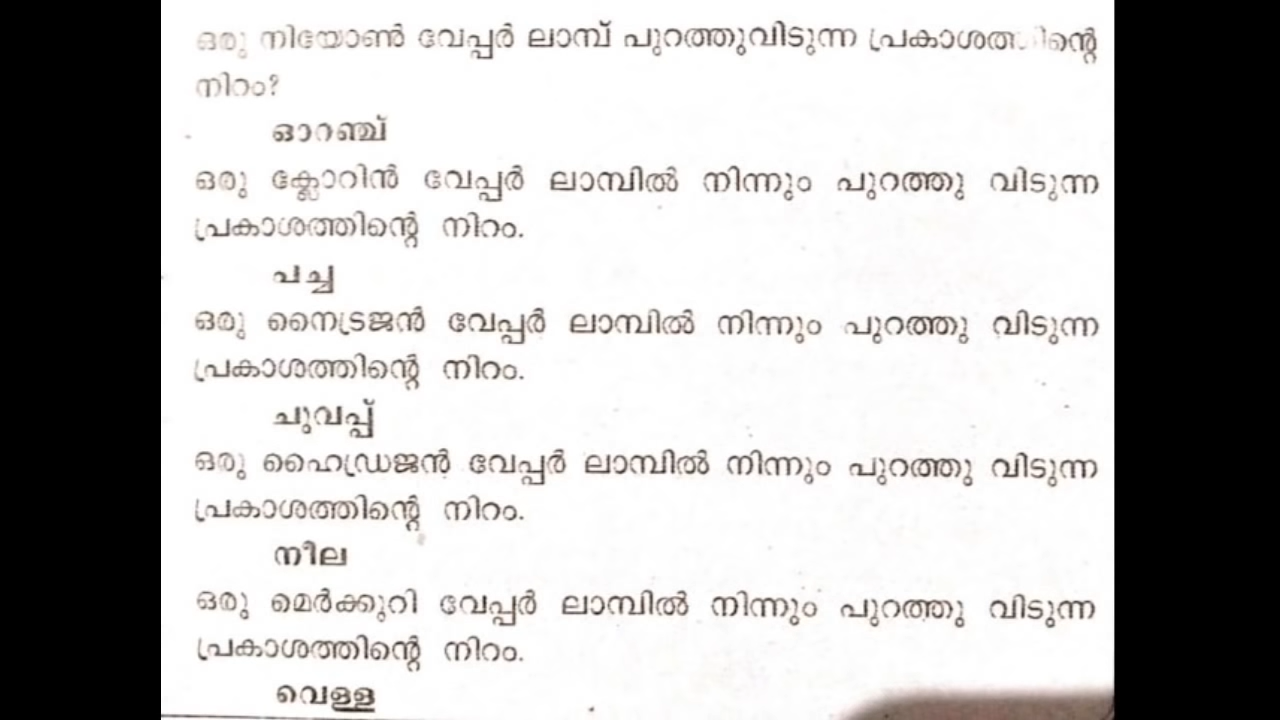 ഒരു നിയോൺ വേപ്പർ ലാമ്പ് പുറത്തുവിടുന്ന പ്രകാശത്തിന്റെ
നിറം?
ഓറഞ്ച്
ഒരു ക്ലോറിൻ വേപ്പർ ലാമ്പിൽ നിന്നും പുറത്തു വിടുന്ന
പ്രകാശത്തിന്റെ നിറം.
പച്ച
ഒരു നൈട്രജൻ വേപ്പർ ലാമ്പിൽ നിന്നും പുറത്തു വിടുന്ന
പ്രകാശത്തിന്റെ നിറം.
ചുവപ്പ്
ഒരു ഹൈഡ്രജൻ വേപ്പർ ലാമ്പിൽ നിന്നും പുറത്തു വിടുന്ന
പ്രകാശത്തിന്റെ നിറം.
നീല
ഒരു മെർക്കുറി വേപ്പർ ലാമ്പിൽ നിന്നും പുറത്തു വിടുന്ന
പ്രകാശത്തിന്റെ നിറം.
വെള്ള